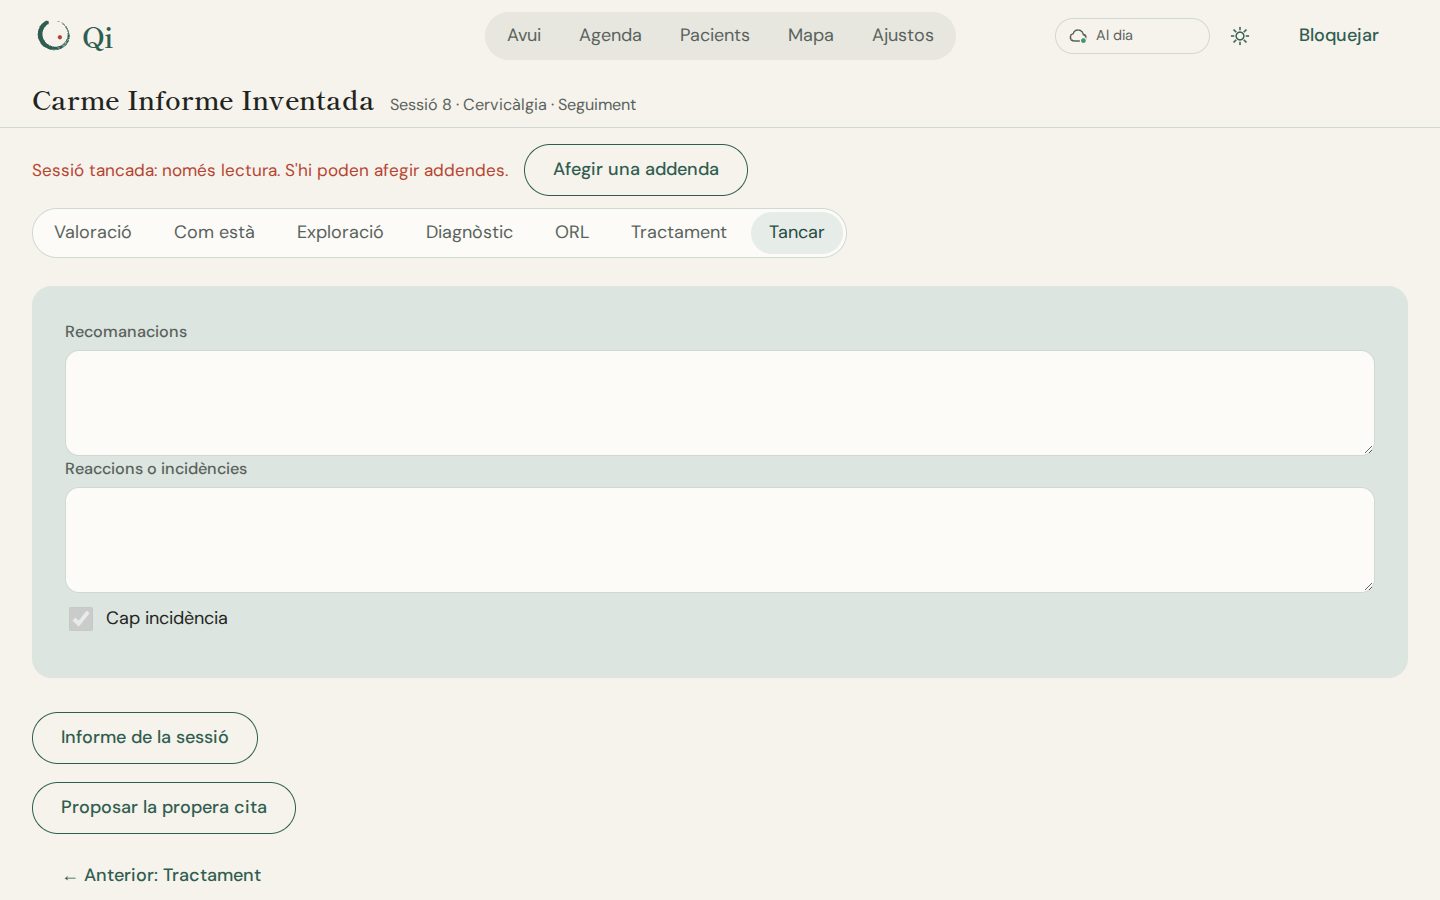 Qi
Avui Agenda Pacients Mapa Ajustos
Al dia
Bloquejar
Carme Informe Inventada Sessió 8 · Cervicàlgia · Seguiment
Sessió tancada: només lectura. S'hi poden afegir addendes. Afegir una addenda
Valoració Com està Exploració Diagnòstic ORL Tractament Tancar
Recomanacions
Reaccions o incidències
Cap incidència
Informe de la sessió
Proposar la propera cita
← Anterior: Tractament